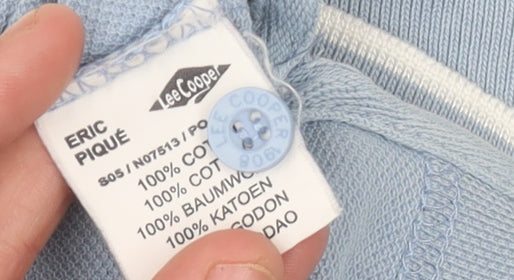 Lee Cooper
ERIC
PIQUÉ
S05 / N07513 / PO
100% COT
100% COT
100% BAUMWO
100% KATOEN
100% GODON
DAO
LEE COOPER
1908